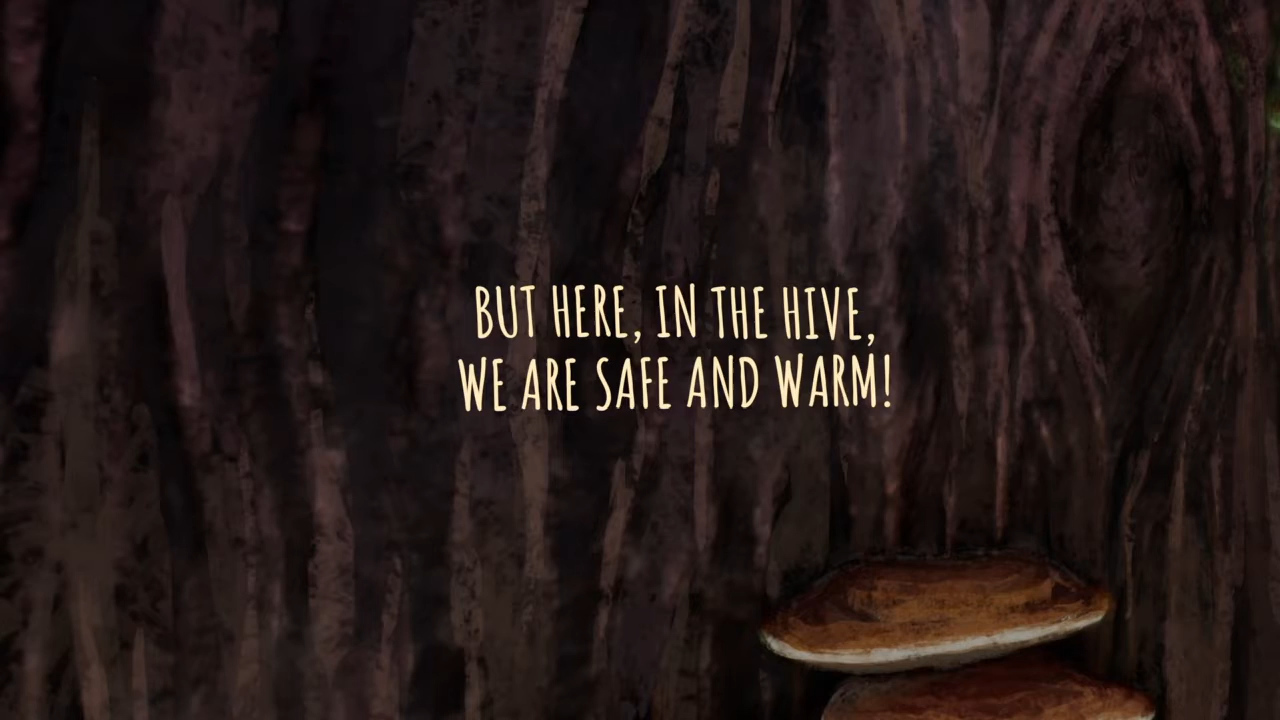 BUT HERE, IN THE HIVE,
WE ARE SAFE AND WARM!